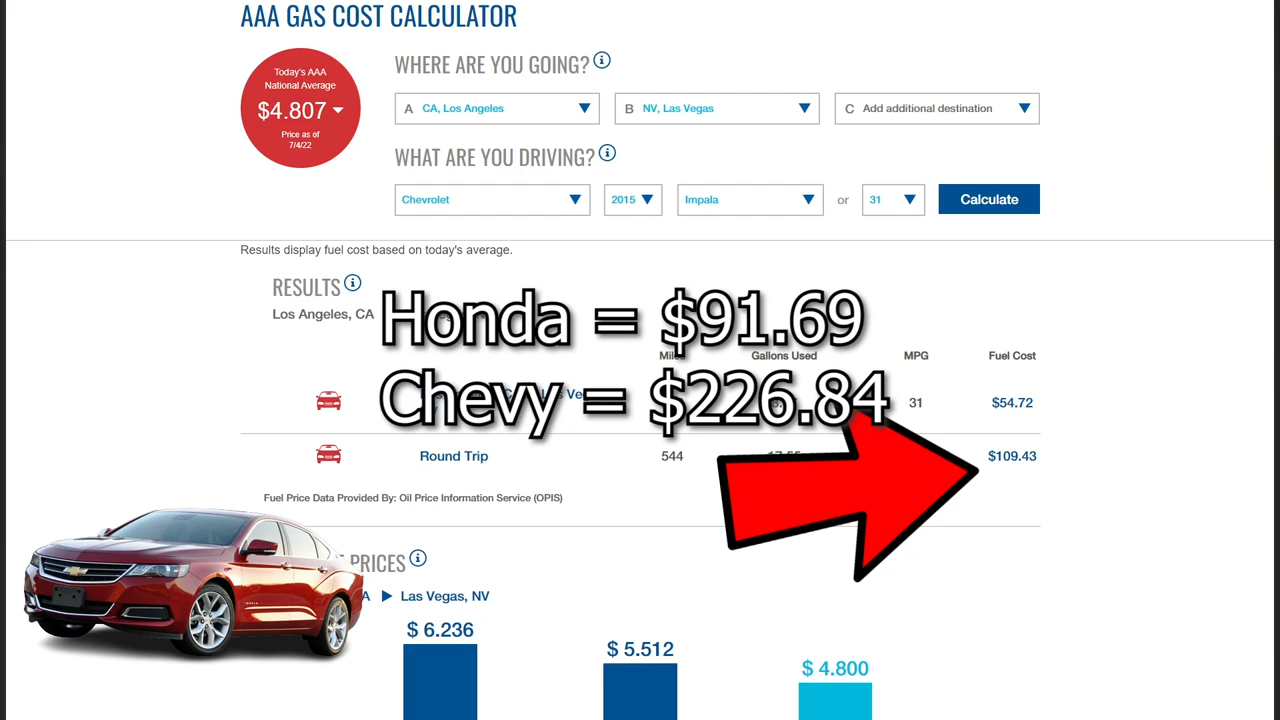 AAA GAS COST CALCULATOR
Today's AAA
National Average
$4.807
Price as of
7/4/22
WHERE ARE YOU GOING?
A CA, Los Angeles
B NV, Las Vegas
C Add additional destination
WHAT ARE YOU DRIVING?
Chevrolet
2015
Impala
or
31
Calculate
Results display fuel cost based on today's average.
RESULTS
Los Angeles, CA
Honda = $91.69
Chevy = $226.84
Gallons Used
MPG
Fuel Cost
31
$54.72
Round Trip
544
$109.43
Fuel Price Data Provided By: Oil Price Information Service (OPIS)
PRICES
Las Vegas, NV
$ 6.236
$ 5.512
$ 4.800